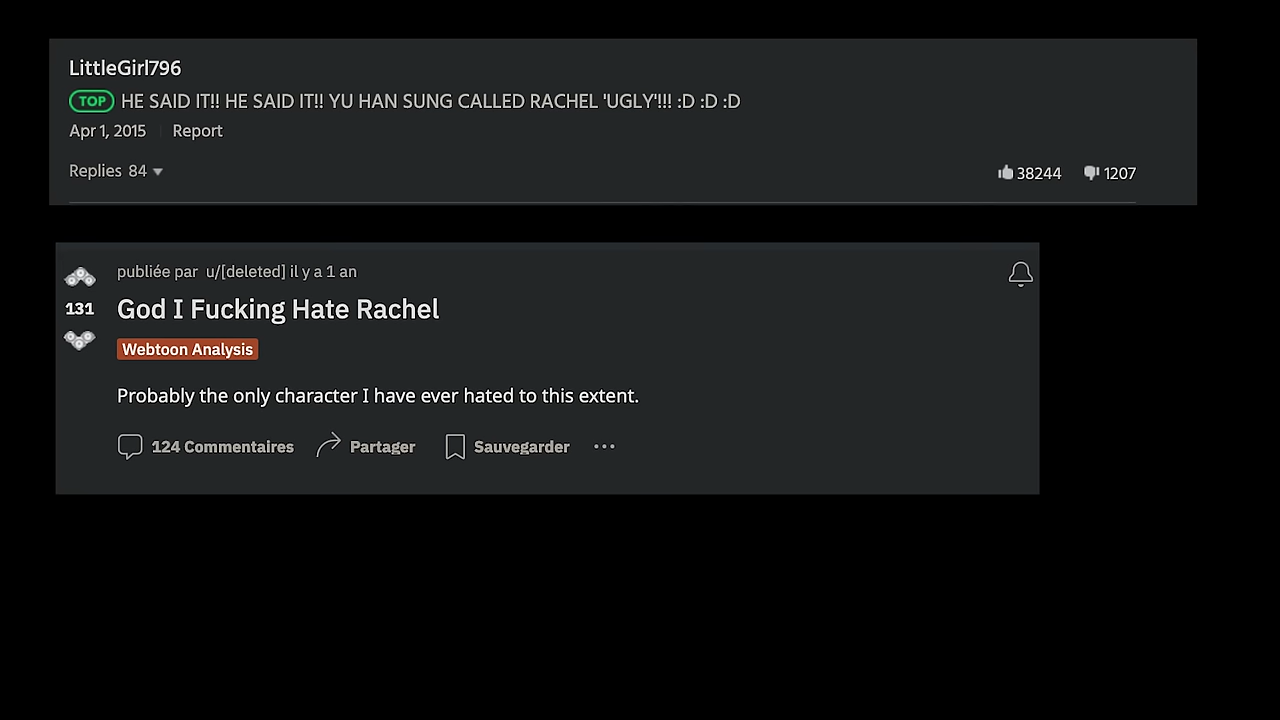 LittleGirl796
TOP HE SAID IT!! HE SAID IT!! YU HAN SUNG CALLED RACHEL 'UGLY'!!! :D :D :D
Apr 1, 2015 Report
Replies 84 38244 1207
publiée par u/[deleted] il y a 1 an
131 God I Fucking Hate Rachel
Webtoon Analysis
Probably the only character I have ever hated to this extent.
124 Commentaires Partager Sauvegarder ...